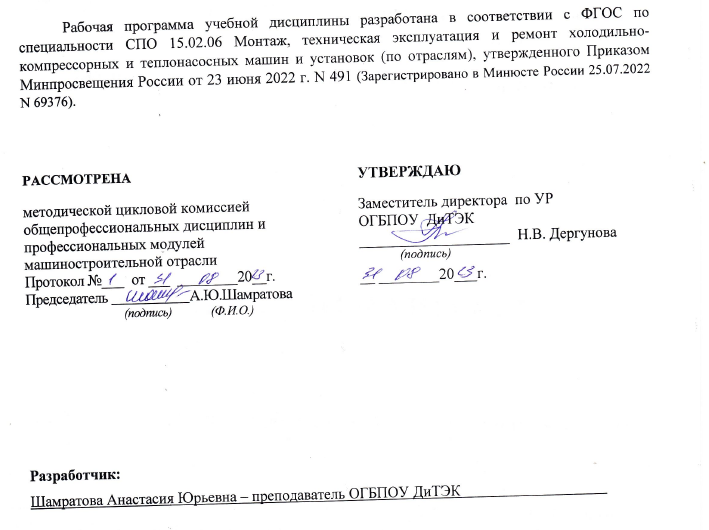 Рабочая программа учебной дисциплины разработана в соответствии с ФГОС по
специальности СПО 15.02.06 Монтаж, техническая эксплуатация и ремонт холодильно-
компрессорных и теплонасосных машин и установок (по отраслям), утвержденного Приказом
Минпросвещения России от 23 июня 2022 г. N 491 (Зарегистрировано в Минюсте России 25.07.2022
N 69376).
РАССМОТРЕНА
методической цикловой комиссией
общепрофессиональных дисциплин и
профессиональных модулей
машиностроительной отрасли
Протокол № 1 от 31 08 2023 г.
Председатель А.Ю.Шамратова
(подпись) (Ф.И.О.)
УТВЕРЖДАЮ
Заместитель директора по УР
ОГБПОУ ДиТЭК
Н.В. Дергунова
(подпись)
31 08 2023 г.
Разработчик:
Шамратова Анастасия Юрьевна – преподаватель ОГБПОУ ДиТЭК